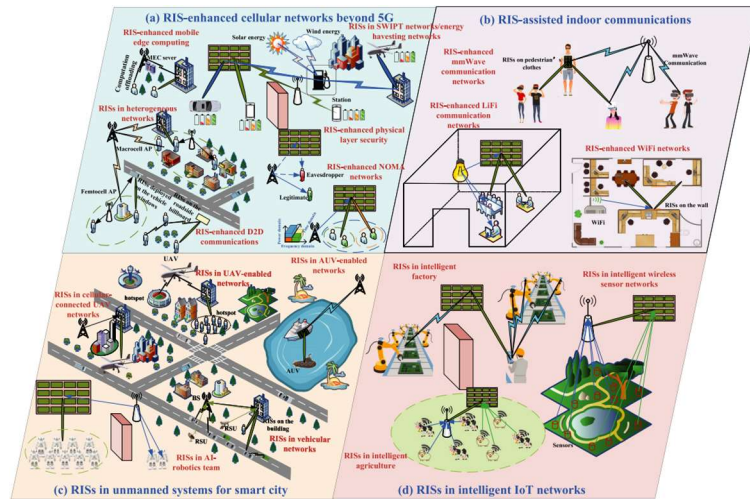 (a) RIS-enhanced cellular networks beyond 5G
RIS-enhanced mobile
edge computing
Computation
offloading
MEC sever
Solar energy
Wind energy
RISs in SWIPT networks/energy
havesting networks
Station
RISs in heterogenous
networks
Macrocell AP
Femtocell AP
RIS-enhanced physical
layer security
Eavesdropper
Legitimate
RIS-enhanced NOMA
networks
Frequency domain
RIS-enhanced D2D
communications
(b) RIS-assisted indoor communications
RIS-enhanced
mmWave
communication
networks
RISs on pedestrian'
clothes
mmWave
Communication
RIS-enhanced LiFi
communication
networks
RIS-enhanced WiFi networks
RISs on the wall
WiFi
UAV
hotspot
RISs in UAV-enabled
networks
hotspot
RISs in cellular-
connected UAV
networks
RISs in AUV-enabled
networks
AUV
BS
RSU
RSU
RISs on the
building
RISs in vehicular
networks
RISs in AI-
robotics team
(c) RISs in unmanned systems for smart city
RISs in intelligent
factory
RISs in intelligent wireless
sensor networks
RISs in intelligent
agriculture
Sensors
(d) RISs in intelligent IoT networks